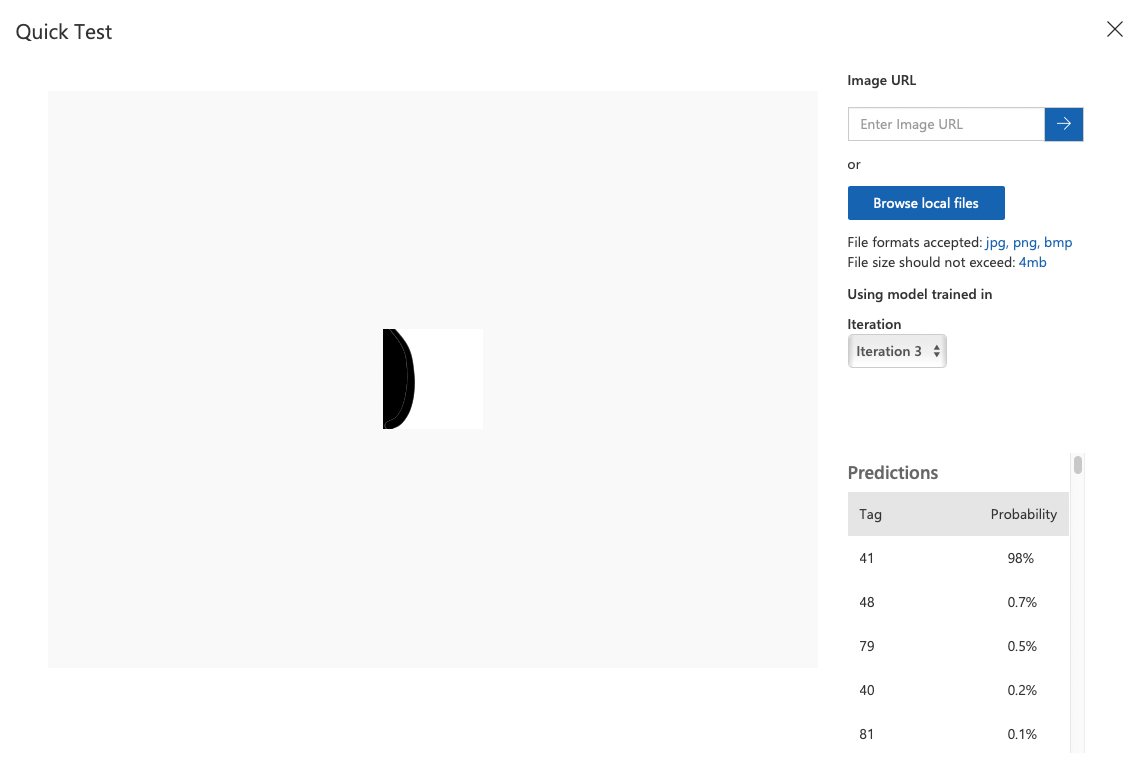 Quick Test
Image URL
Enter Image URL
or
Browse local files
File formats accepted: jpg, png, bmp
File size should not exceed: 4mb
Using model trained in
Iteration
Iteration 3
Predictions
Tag Probability
41 98%
48 0.7%
79 0.5%
40 0.2%
81 0.1%